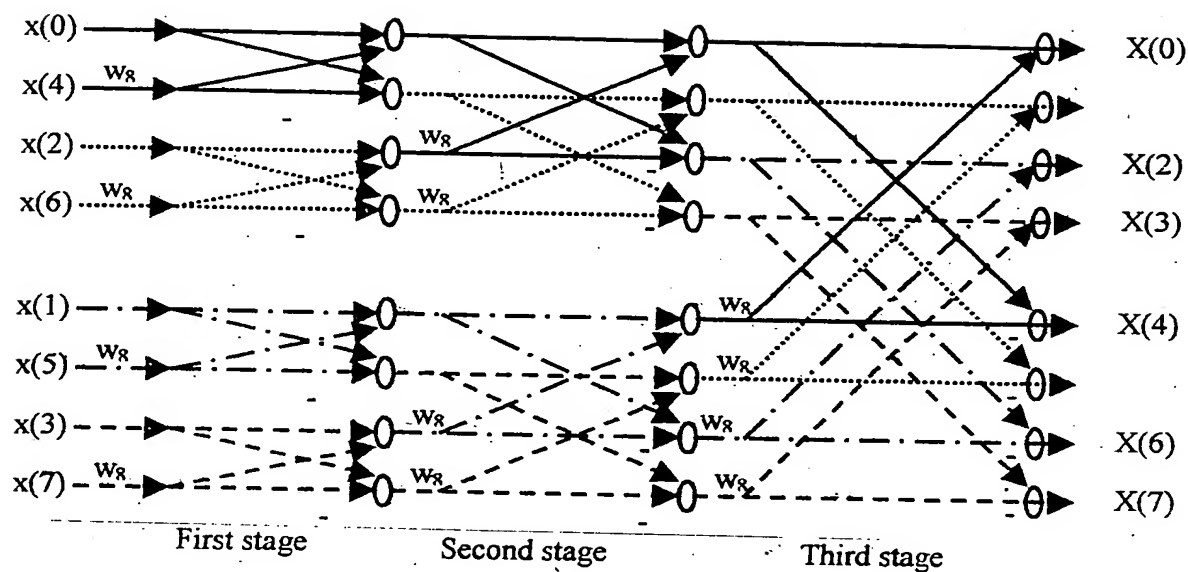 x(0) X(0)
w8
x(4)
x(2) w8 X(2)
w8 w8
x(6) X(3)
x(1) w8 X(4)
w8 w8
x(5)
x(3) w8 w8 X(6)
w8 w8 w8
x(7) X(7)
First stage Second stage Third stage